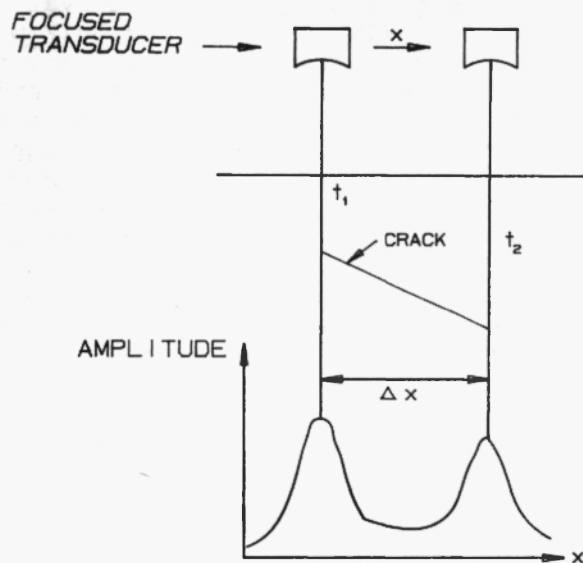 FOCUSED
TRANSDUCER
x
t₁
CRACK
t₂
AMPLITUDE
Δ x
x